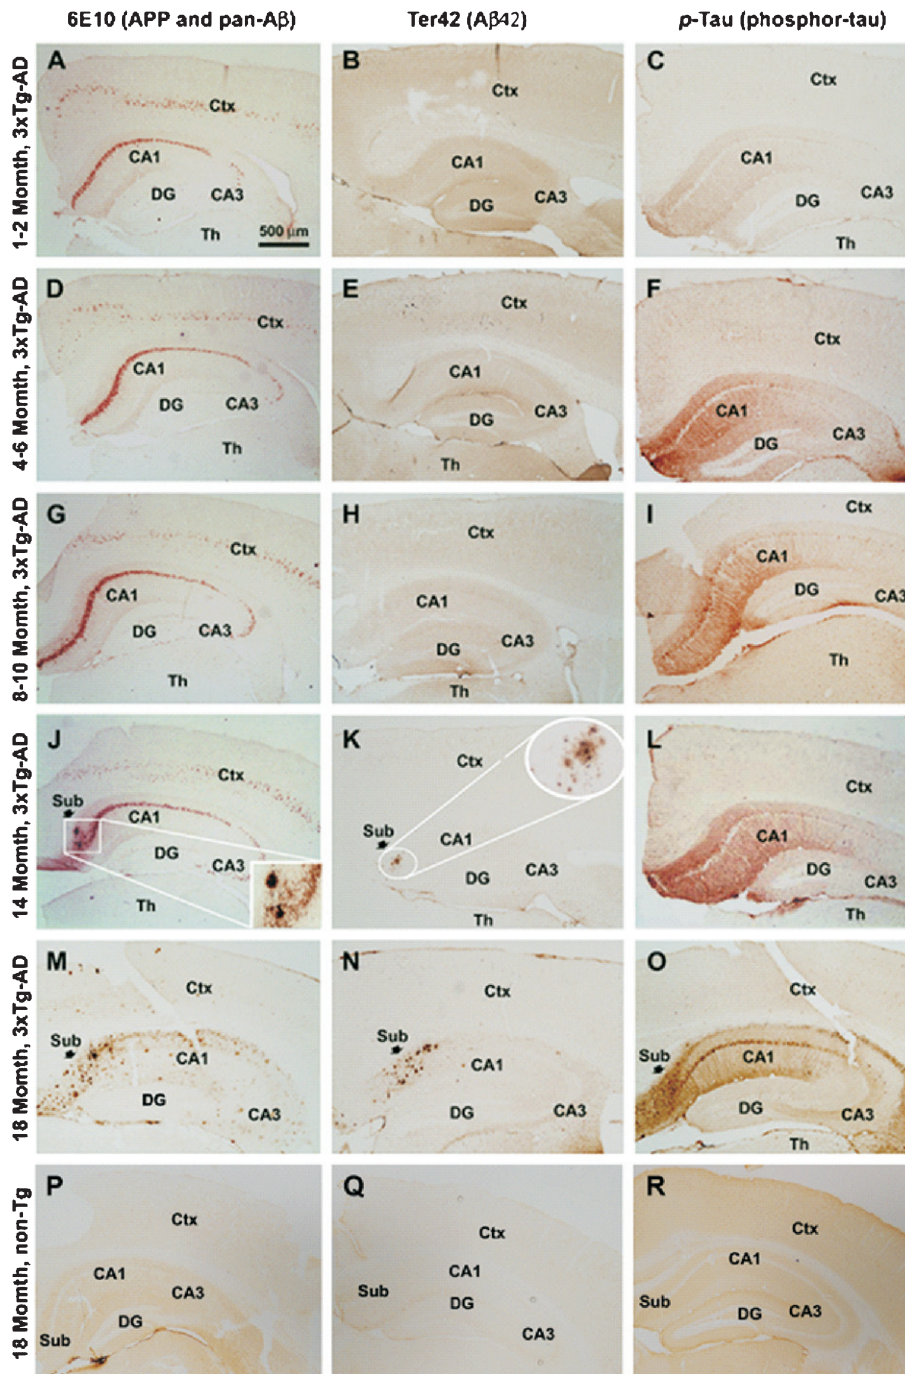 6E10 (APP and pan-Aβ) Ter42 (Aβ42) p-Tau (phosphor-tau)
1-2 Momth, 3xTg-AD
A Ctx CA1 DG CA3 Th 500 µm
B Ctx CA1 CA3 DG
C Ctx CA1 DG CA3 Th
4-6 Momth, 3xTg-AD
D Ctx CA1 DG CA3 Th
E Ctx CA1 CA3 DG Th
F Ctx CA1 DG CA3
8-10 Momth, 3xTg-AD
G Ctx CA1 DG CA3 Th
H Ctx CA1 CA3 DG Th
I Ctx CA1 DG CA3 Th
14 Momth, 3xTg-AD
J Ctx Sub CA1 DG CA3 Th
K Ctx Sub CA1 DG CA3 Th
L Ctx CA1 DG CA3 Th
18 Momth, 3xTg-AD
M Ctx Sub CA1 DG CA3
N Ctx Sub CA1 DG CA3
O Ctx Sub CA1 DG CA3 Th
18 Momth, non-Tg
P Ctx CA1 CA3 DG Sub
Q Ctx CA1 Sub DG CA3
R Ctx CA1 Sub DG CA3